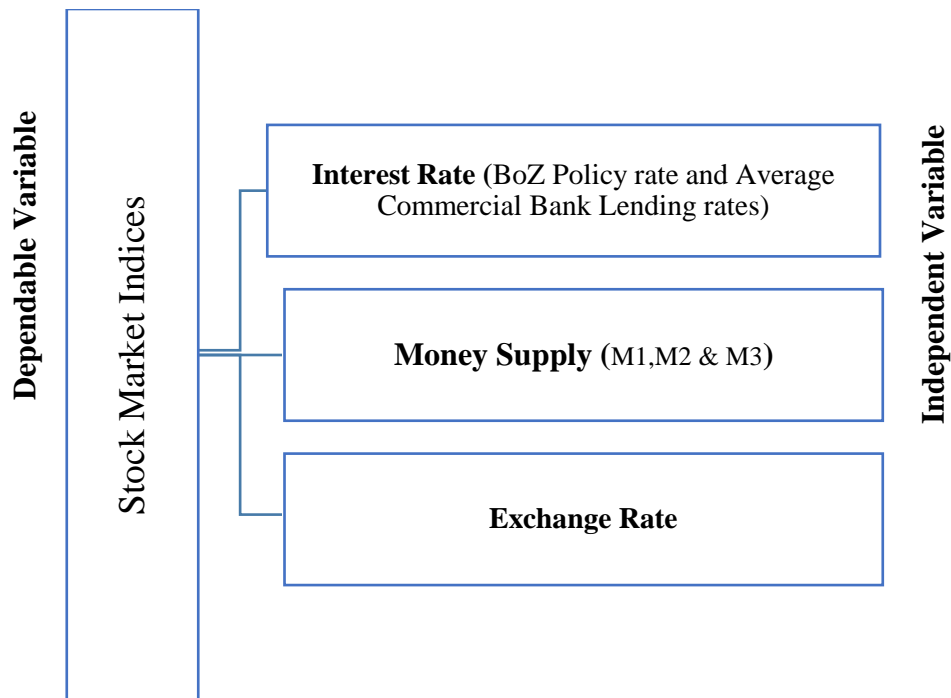 Dependable Variable
Stock Market Indices
Interest Rate (BoZ Policy rate and Average
Commercial Bank Lending rates)
Money Supply (M1,M2 & M3)
Exchange Rate
Independent Variable